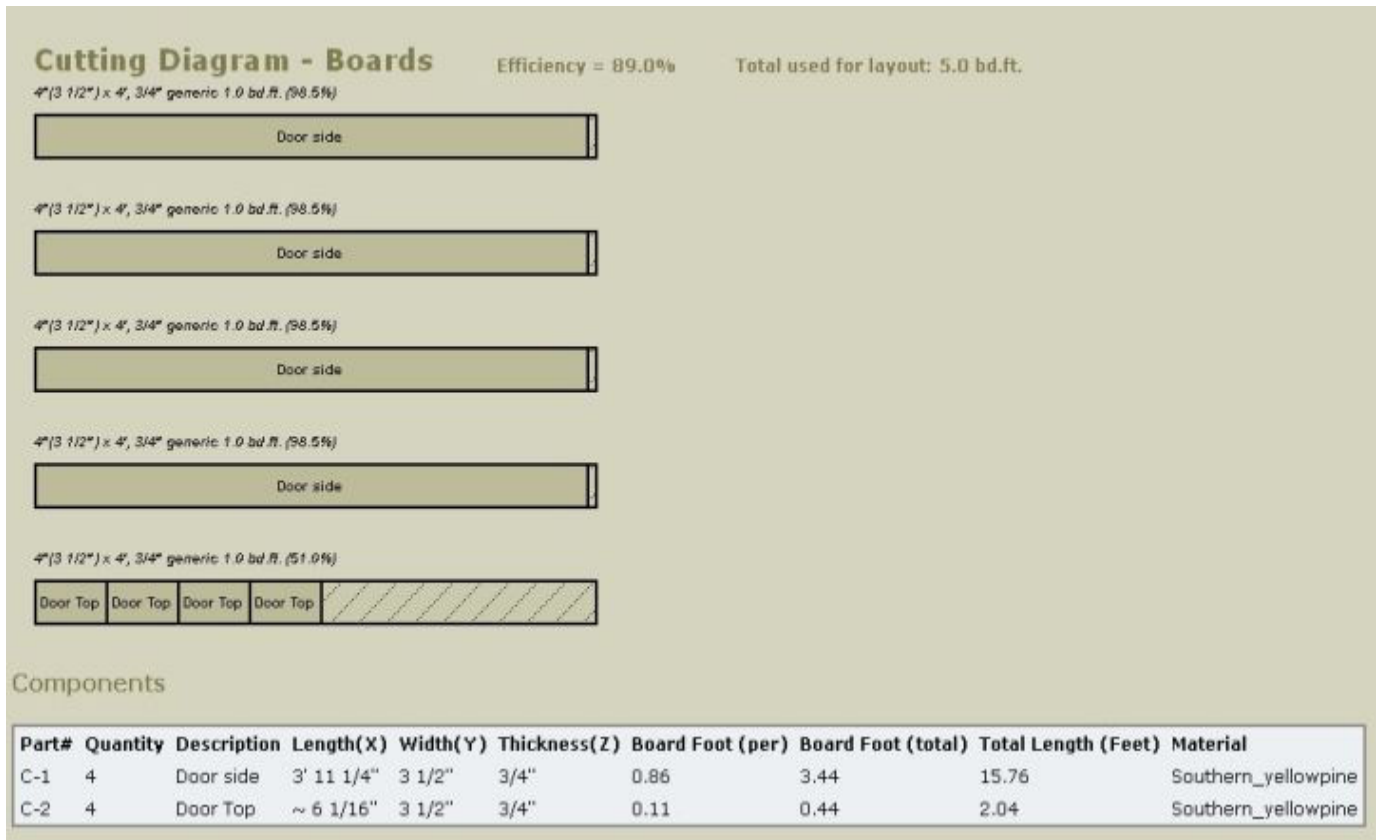 Cutting Diagram - Boards Efficiency = 89.0% Total used for layout: 5.0 bd.ft.
4"(3 1/2") x 4', 3/4" generic 1.0 bd.ft. (98.5%)
Door side
4"(3 1/2") x 4', 3/4" generic 1.0 bd.ft. (98.5%)
Door side
4"(3 1/2") x 4', 3/4" generic 1.0 bd.ft. (98.5%)
Door side
4"(3 1/2") x 4', 3/4" generic 1.0 bd.ft. (98.5%)
Door side
4"(3 1/2") x 4', 3/4" generic 1.0 bd.ft. (51.0%)
Door Top Door Top Door Top Door Top
Components
Part# Quantity Description Length(X) Width(Y) Thickness(Z) Board Foot (per) Board Foot (total) Total Length (Feet) Material
C-1 4 Door side 3' 11 1/4" 3 1/2" 3/4" 0.86 3.44 15.76 Southern_yellowpine
C-2 4 Door Top ~ 6 1/16" 3 1/2" 3/4" 0.11 0.44 2.04 Southern_yellowpine